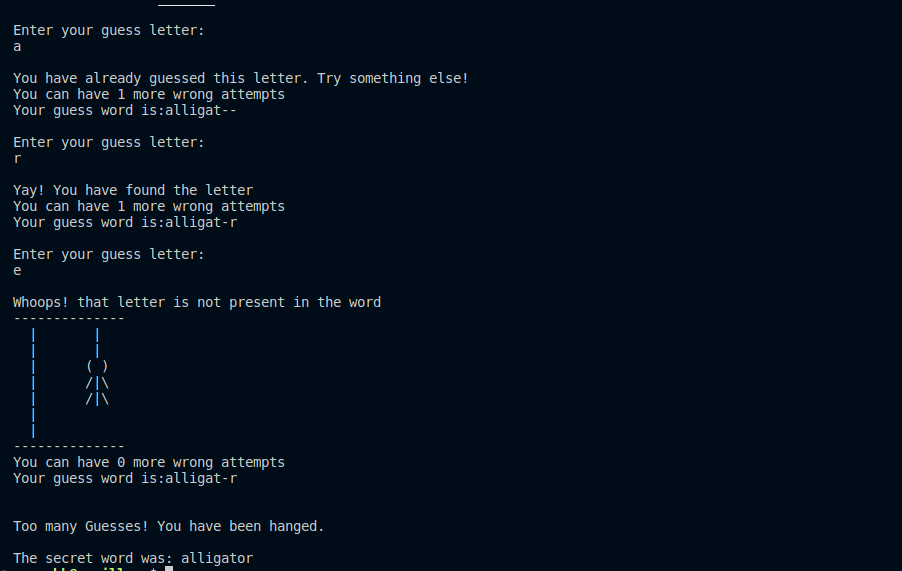 Enter your guess letter:
a
You have already guessed this letter. Try something else!
You can have 1 more wrong attempts
Your guess word is:alligat--
Enter your guess letter:
r
Yay! You have found the letter
You can have 1 more wrong attempts
Your guess word is:alligat-r
Enter your guess letter:
e
Whoops! that letter is not present in the word
--------------
  |       |
  |       |
  |      ( )
  |      /|\
  |      /|\
  |
  |
--------------
You can have 0 more wrong attempts
Your guess word is:alligat-r
Too many Guesses! You have been hanged.
The secret word was: alligator